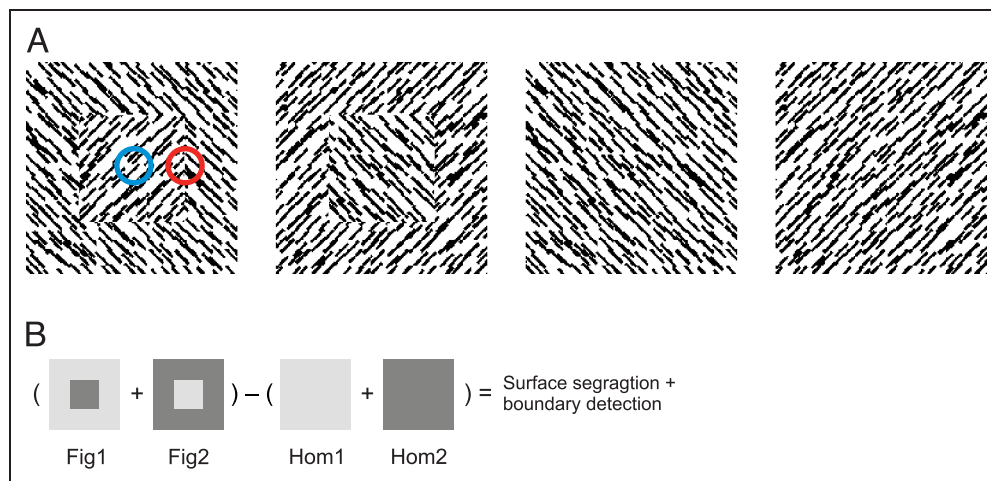 A
B
( + ) – ( + ) = Surface segragtion +
boundary detection
Fig1 Fig2 Hom1 Hom2